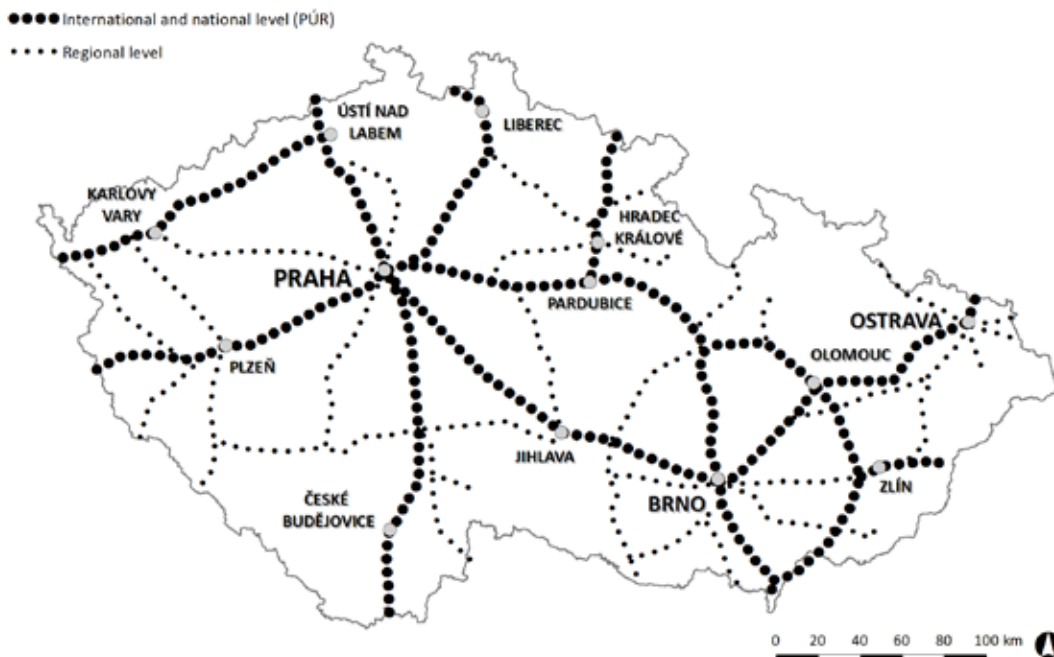 International and national level (PÚR)
Regional level
ÚSTÍ NAD
LABEM
LIBEREC
KARLOVY
VARY
HRADEC
KRÁLOVÉ
PRAHA
PARDUBICE
OSTRAVA
PLZEŇ
OLOMOUC
JIHLAVA
ZLÍN
ČESKÉ
BUDĚJOVICE
BRNO
0 20 40 60 80 100 km